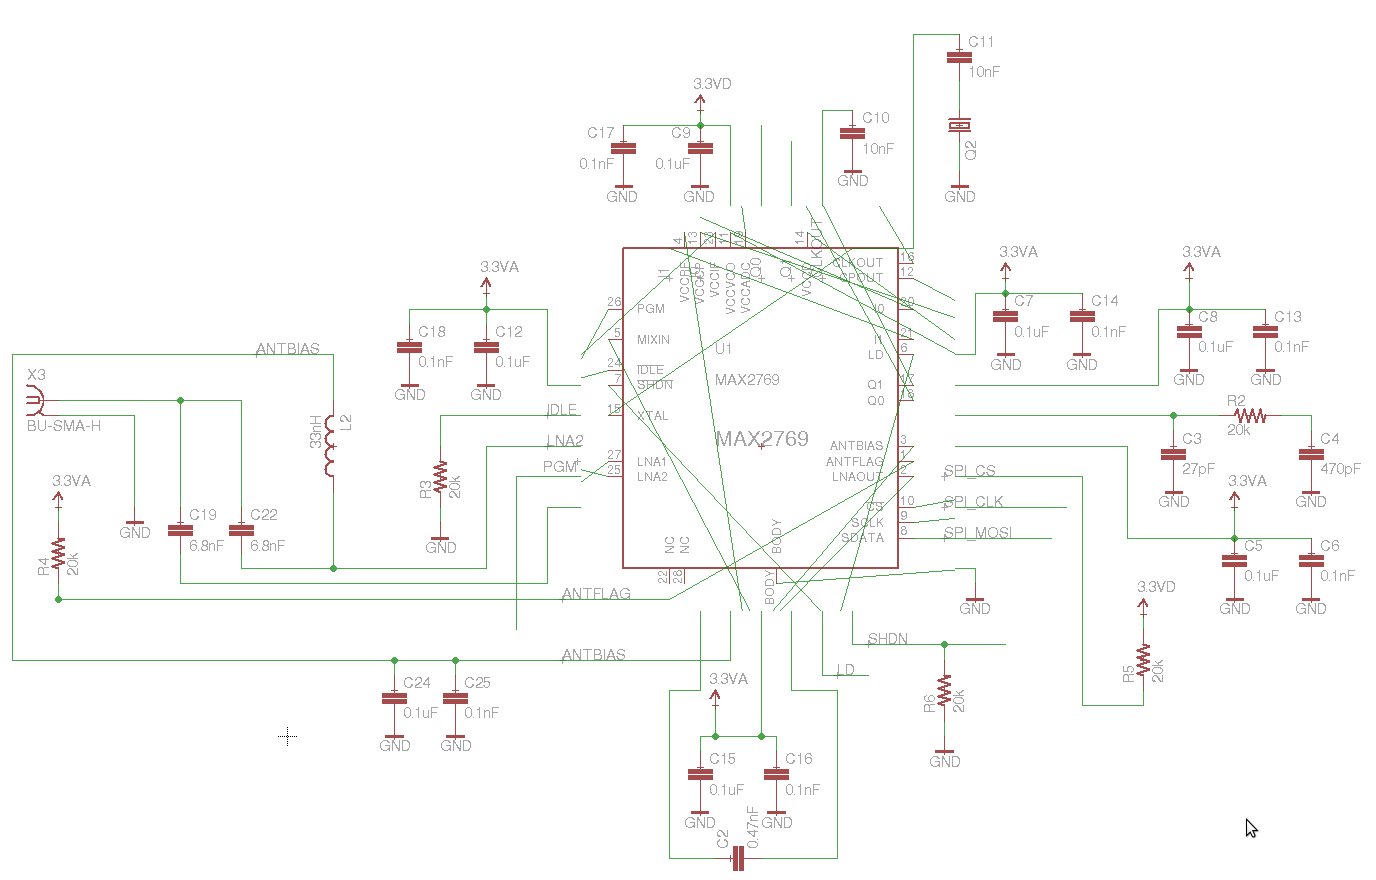 C11
10nF
3.3VD
C17
C9
C10
0.1nF
0.1uF
10nF
Q2
GND
GND
GND
GND
4
13
11
19
14
CLKOUT
I1
VCCRF
VCCCP
VCCIF
VCCVCO
VCCADC
Q0
Q1
CLKOUT
CPOUT
16
12
3.3VA
3.3VA
3.3VA
26
PGM
20
I0
C7
C14
C8
C13
C18
C12
0.1nF
0.1uF
5
MIXIN
21
I1
0.1uF
0.1nF
0.1uF
0.1nF
U1
6
LD
GND
GND
GND
GND
ANTBIAS
24
IDLE
7
SHDN
MAX2769
17
Q1
18
Q0
X3
BU-SMA-H
GND
GND
IDLE
15
XTAL
R2
20k
33nH
L2
LNA2
MAX2769
3
ANTBIAS
C3
27pF
C4
470pF
PGM
27
LNA1
25
LNA2
1
ANTFLAG
2
LNAOUT
SPI_CS
3.3VA
3.3VA
R3
20k
10
CS
SPI_CLK
GND
GND
9
SCLK
8
SDATA
SPI_MOSI
C19
C22
6.8nF
6.8nF
GND
GND
NC
NC
BODY
C5
C6
0.1uF
0.1nF
R4
20k
22
28
BODY
ANTFLAG
GND
3.3VD
GND
GND
SHDN
ANTBIAS
LD
R5
20k
3.3VA
C24
C25
0.1uF
0.1nF
R6
20k
GND
GND
GND
C15
C16
0.1uF
0.1nF
GND
GND
C2
0.47nF